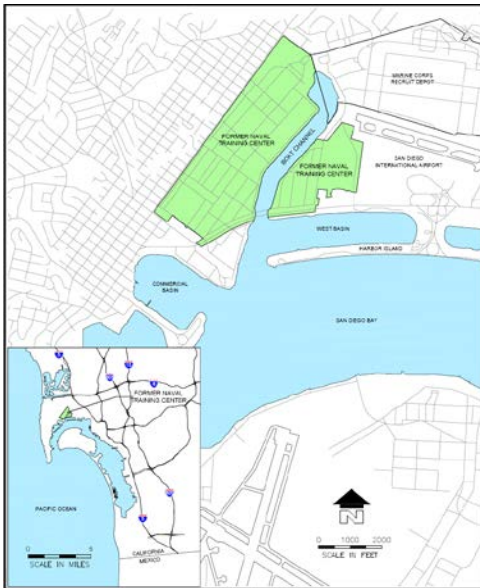 MARINE CORPS
RECRUIT DEPOT
FORMER NAVAL
TRAINING CENTER
BOAT CHANNEL
FORMER NAVAL
TRAINING CENTER
SAN DIEGO
INTERNATIONAL AIRPORT
WEST BASIN
HARBOR ISLAND
COMMERCIAL
BASIN
SAN DIEGO BAY
FORMER NAVAL
TRAINING CENTER
PACIFIC OCEAN
0
SCALE IN MILES
CALIFORNIA
MEXICO
N
0 1000 2000
SCALE IN FEET